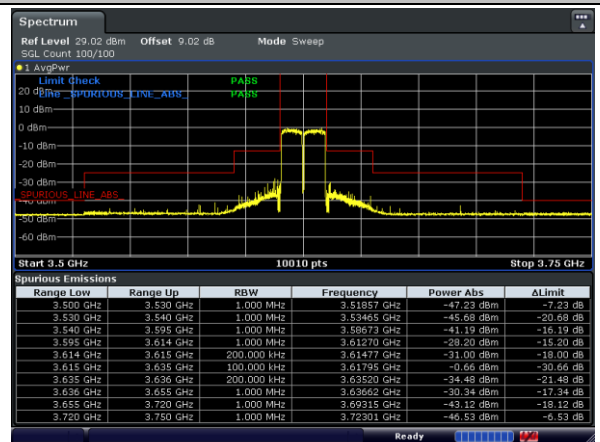 Spectrum
Ref Level 29.02 dBm Offset 9.02 dB Mode Sweep
SGL Count 100/100
1 AvgPwr
Limit Check PASS
20 dBm
Line _SPURIOUS_LINE_ABS_ PASS
10 dBm
0 dBm
-10 dBm
-20 dBm
-30 dBm
_SPURIOUS_LINE_ABS_
-40 dBm
-50 dBm
-60 dBm
Start 3.5 GHz 10010 pts Stop 3.75 GHz
Spurious Emissions
Range Low Range Up RBW Frequency Power Abs ΔLimit
3.500 GHz 3.530 GHz 1.000 MHz 3.51857 GHz -47.23 dBm -7.23 dB
3.530 GHz 3.540 GHz 1.000 MHz 3.53465 GHz -45.68 dBm -20.68 dB
3.540 GHz 3.595 GHz 1.000 MHz 3.58673 GHz -41.19 dBm -16.19 dB
3.595 GHz 3.614 GHz 1.000 MHz 3.61270 GHz -28.20 dBm -15.20 dB
3.614 GHz 3.615 GHz 200.000 kHz 3.61477 GHz -31.00 dBm -18.00 dB
3.615 GHz 3.635 GHz 100.000 kHz 3.61795 GHz -0.66 dBm -30.66 dB
3.635 GHz 3.636 GHz 200.000 kHz 3.63520 GHz -34.48 dBm -21.48 dB
3.636 GHz 3.655 GHz 1.000 MHz 3.63662 GHz -30.34 dBm -17.34 dB
3.655 GHz 3.720 GHz 1.000 MHz 3.69315 GHz -43.12 dBm -18.12 dB
3.720 GHz 3.750 GHz 1.000 MHz 3.72301 GHz -46.53 dBm -6.53 dB
Ready